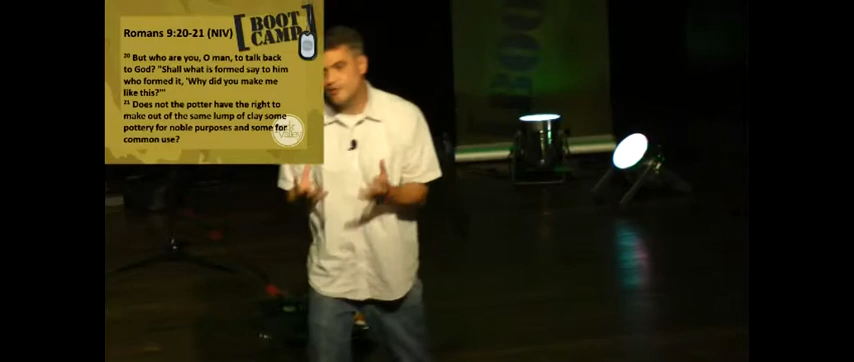 Romans 9:20-21 (NIV)
BOOT
CAMP
20 But who are you, O man, to talk back
to God? "Shall what is formed say to him
who formed it, 'Why did you make me
like this?'"
21 Does not the potter have the right to
make out of the same lump of clay some
pottery for noble purposes and some for
common use?
Valley
BOO